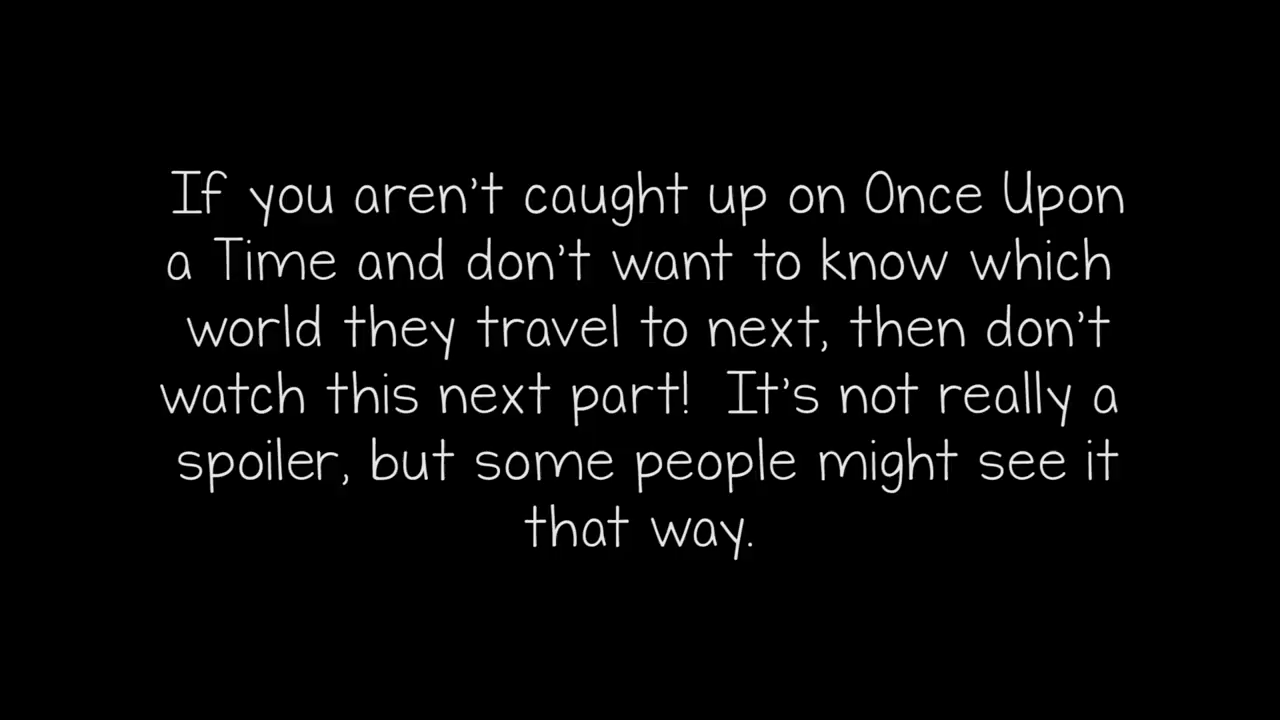 If you aren't caught up on Once Upon
a Time and don't want to know which
world they travel to next, then don't
watch this next part!  It's not really a
spoiler, but some people might see it
that way.